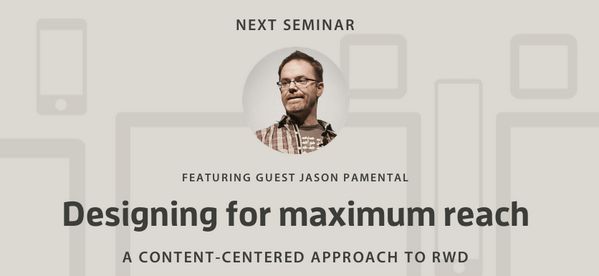 NEXT SEMINAR
FEATURING GUEST JASON PAMENTAL
Designing for maximum reach
A CONTENT-CENTERED APPROACH TO RWD